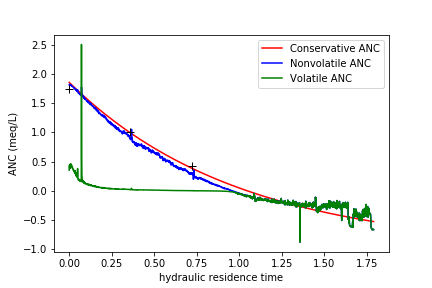 Conservative ANC
Nonvolatile ANC
Volatile ANC
ANC (meq/L)
2.5
2.0
1.5
1.0
0.5
0.0
−0.5
−1.0
0.00 0.25 0.50 0.75 1.00 1.25 1.50 1.75
hydraulic residence time